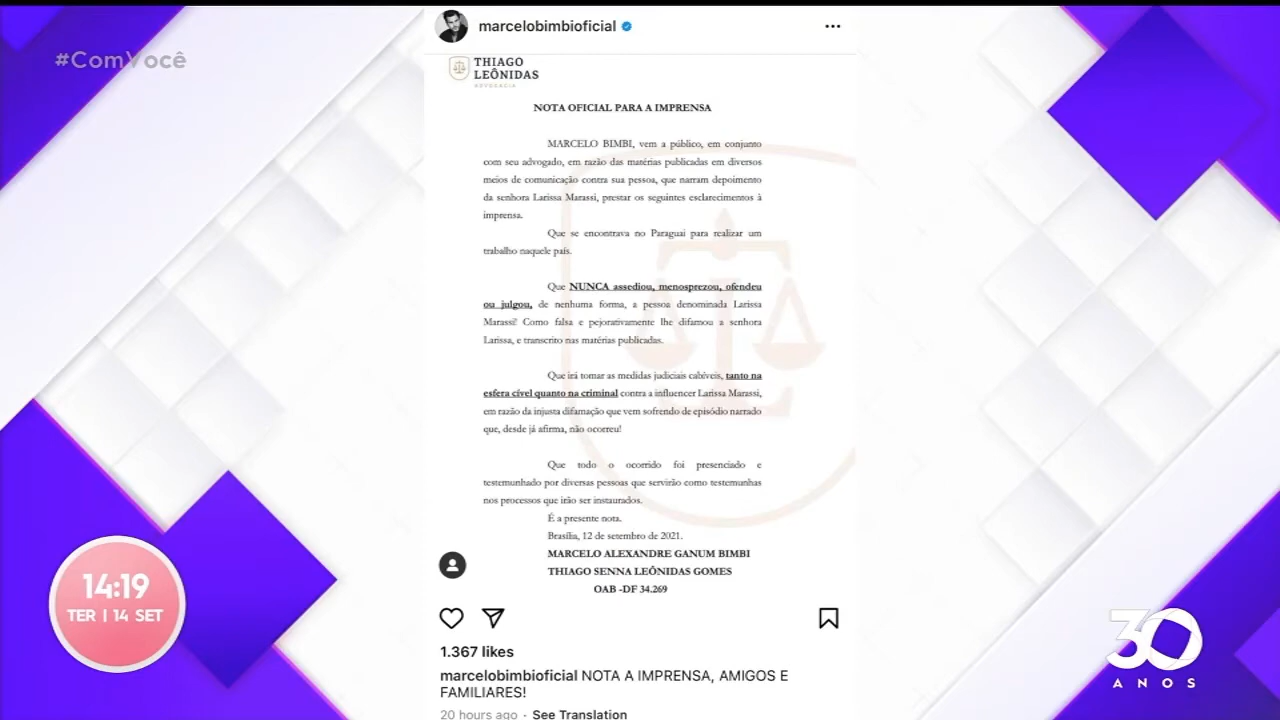 #ComVocê
marcelobimbioficial
THIAGO
LEÔNIDAS
ADVOCACIA
NOTA OFICIAL PARA A IMPRENSA
MARCELO BIMBI, vem a público, em conjunto
com seu advogado, em razão das matérias publicadas em diversos
meios de comunicação contra sua pessoa, que narram depoimento
da senhora Larissa Marassi, prestar os seguintes esclarecimentos à
imprensa.
Que se encontrava no Paraguai para realizar um
trabalho naquele país.
Que NUNCA assediou, menosprezou, ofendeu
ou julgou, de nenhuma forma, a pessoa denominada Larissa
Marassi! Como falsa e pejorativamente lhe difamou a senhora
Larissa, e transcrito nas matérias publicadas.
Que irá tomar as medidas judiciais cabíveis, tanto na
esfera cível quanto na criminal contra a influencer Larissa Marassi,
em razão da injusta difamação que vem sofrendo de episódio narrado
que, desde já afirma, não ocorreu!
Que todo o ocorrido foi presenciado e
testemunhado por diversas pessoas que servirão como testemunhas
nos processos que irão ser instaurados.
É a presente nota.
Brasília, 12 de setembro de 2021.
MARCELO ALEXANDRE GANUM BIMBI
THIAGO SENNA LEÔNIDAS GOMES
OAB -DF 34.269
14:19
TER | 14 SET
30
ANOS
1.367 likes
marcelobimbioficial NOTA A IMPRENSA, AMIGOS E
FAMILIARES!
20 hours ago · See Translation